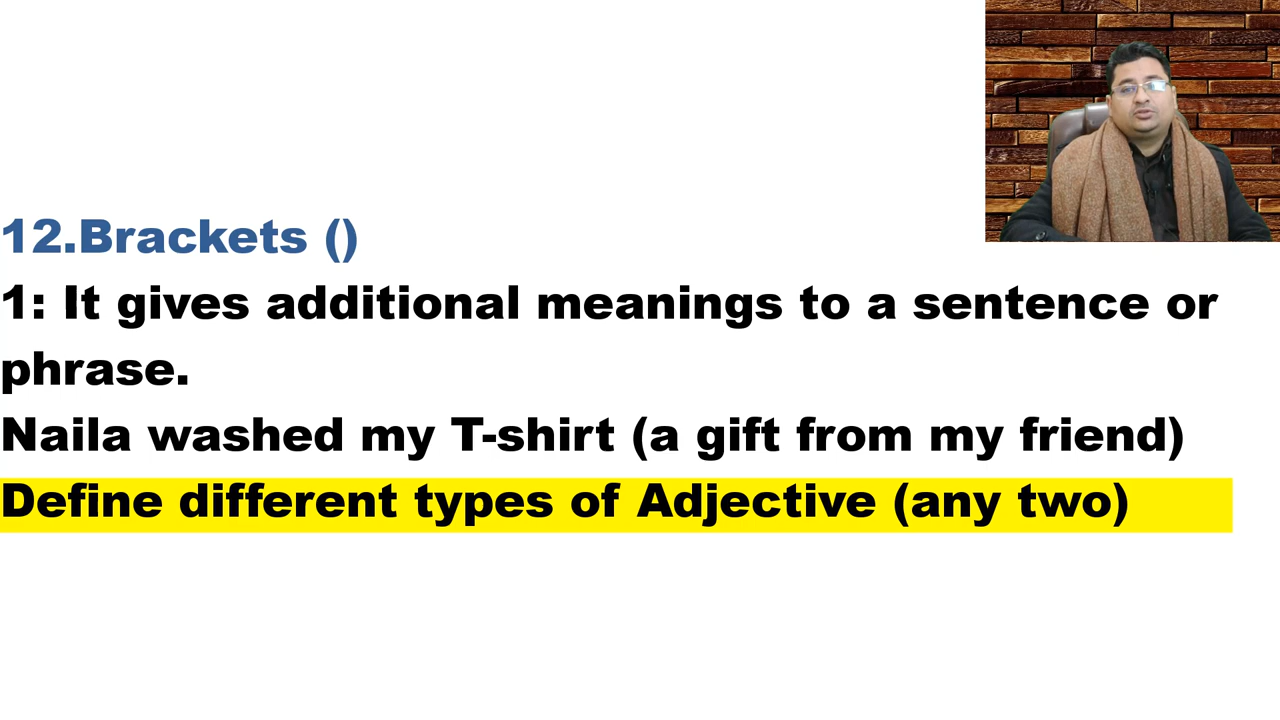 12.Brackets ()
1: It gives additional meanings to a sentence or
phrase.
Naila washed my T-shirt (a gift from my friend)
Define different types of Adjective (any two)